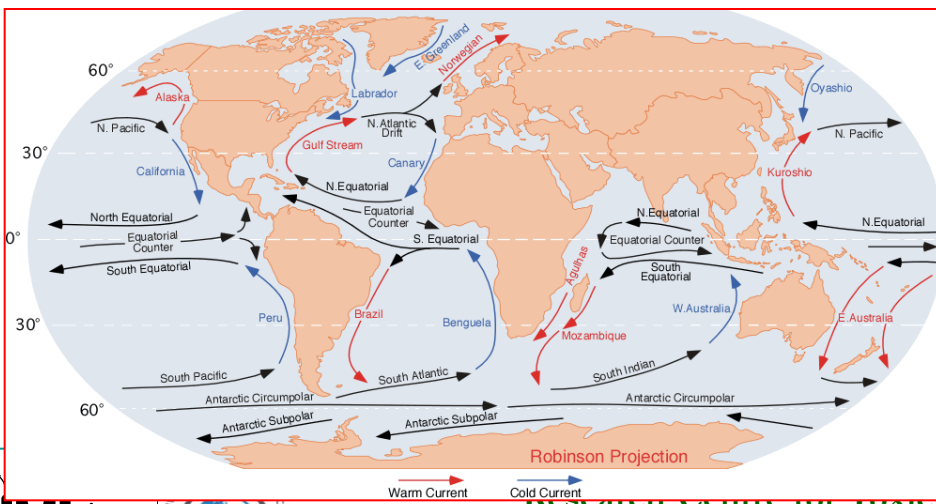 60°
E. Greenland
Norwegian
Alaska
Labrador
Oyashio
N. Pacific
N.Atlantic
Drift
N. Pacific
Gulf Stream
30°
California
Canary
Kuroshio
N.Equatorial
North Equatorial
Equatorial
Counter
N.Equatorial
N.Equatorial
0°
Equatorial
Counter
S. Equatorial
Equatorial Counter
South Equatorial
South
Equatorial
Agulhas
Peru
Brazil
Benguela
W.Australia
E.Australia
30°
Mozambique
South Pacific
South Atlantic
South Indian
Antarctic Circumpolar
Antarctic Circumpolar
60°
Antarctic Subpolar
Antarctic Subpolar
Robinson Projection
Warm Current
Cold Current